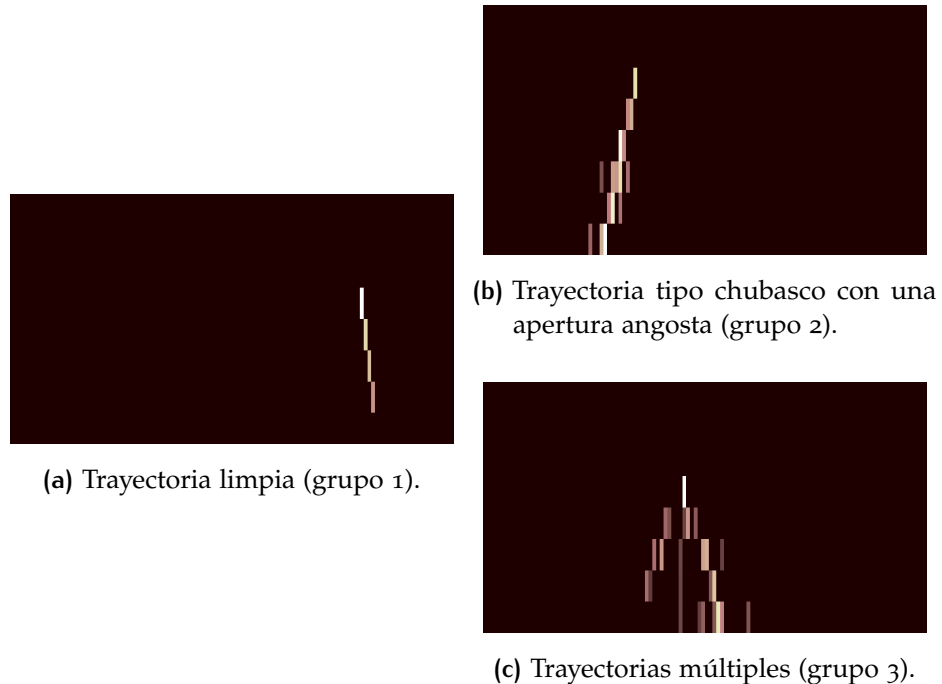 (a) Trayectoria limpia (grupo 1).
(b) Trayectoria tipo chubasco con una
apertura angosta (grupo 2).
(c) Trayectorias múltiples (grupo 3).